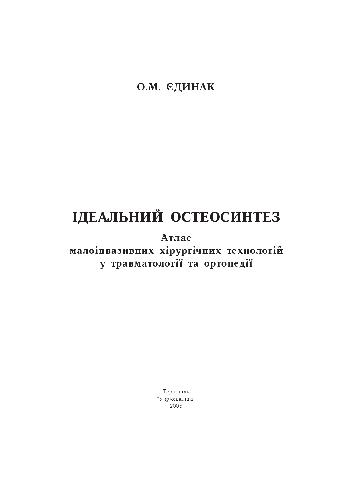 О.М. ЄДИНАК
ІДЕАЛЬНИЙ ОСТЕОСИНТЕЗ
Атлас
малоінвазивних хірургічних технологій
у травматології та ортопедії